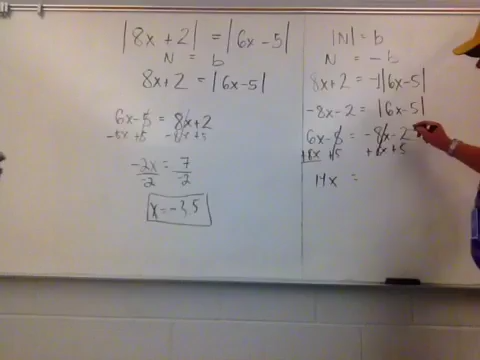 |8x + 2| = |6x - 5|
N = b
8x + 2 = |6x - 5|
6x - 5 = 8x + 2
-8x +5 -8x +5
-2x = 7
-2 -2
x = -3.5
|N| = b
N = -b
8x + 2 = -1|6x - 5|
-8x - 2 = |6x - 5|
6x - 5 = -8x - 2
+8x +5 +8x +5
14x =